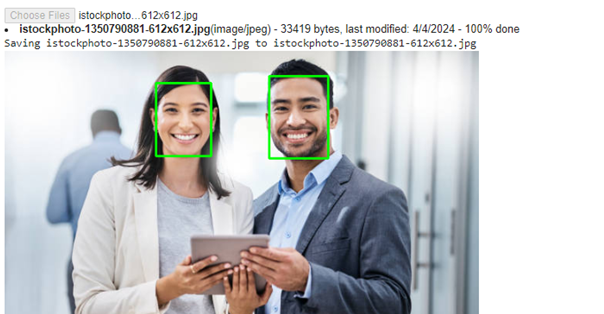 Choose Files istockphoto…612x612.jpg
• istockphoto-1350790881-612x612.jpg(image/jpeg) - 33419 bytes, last modified: 4/4/2024 - 100% done
Saving istockphoto-1350790881-612x612.jpg to istockphoto-1350790881-612x612.jpg